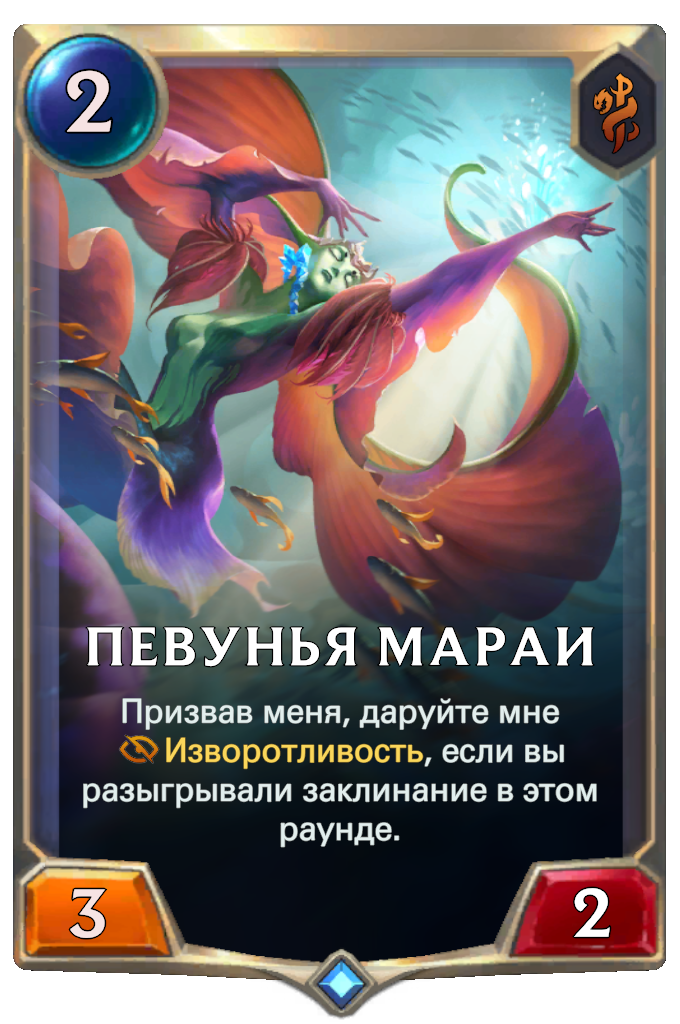 2
ПЕВУНЬЯ МАРАИ
Призвав меня, даруйте мне
Изворотливость, если вы
разыгрывали заклинание в этом
раунде.
3
2